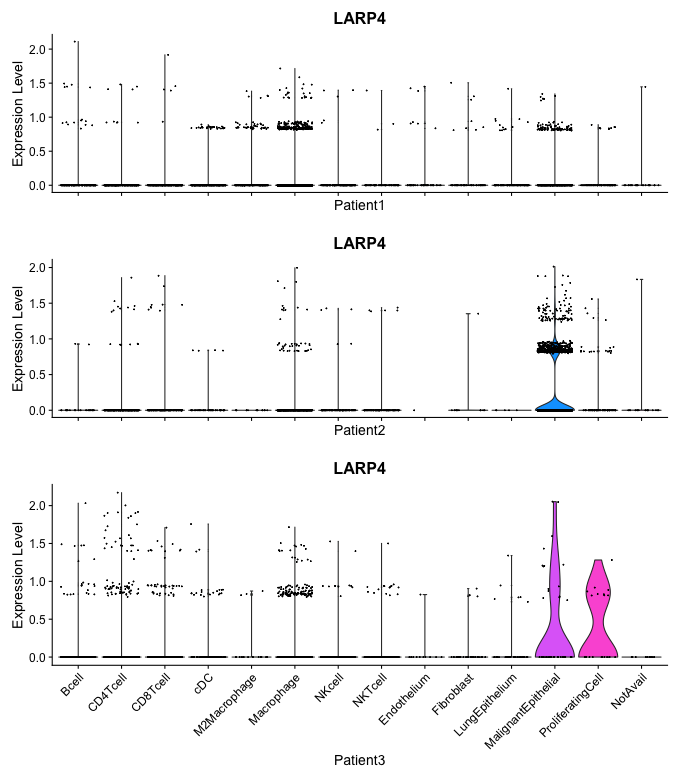 LARP4
Expression Level
2.0
1.5
1.0
0.5
0.0
Patient1
LARP4
Expression Level
2.0
1.5
1.0
0.5
0.0
Patient2
LARP4
Expression Level
2.0
1.5
1.0
0.5
0.0
Bcell
CD4Tcell
CD8Tcell
cDC
M2Macrophage
Macrophage
NKcell
NKTcell
Endothelium
Fibroblast
LungEpithelium
MalignantEpithelial
ProliferatingCell
NotAvail
Patient3